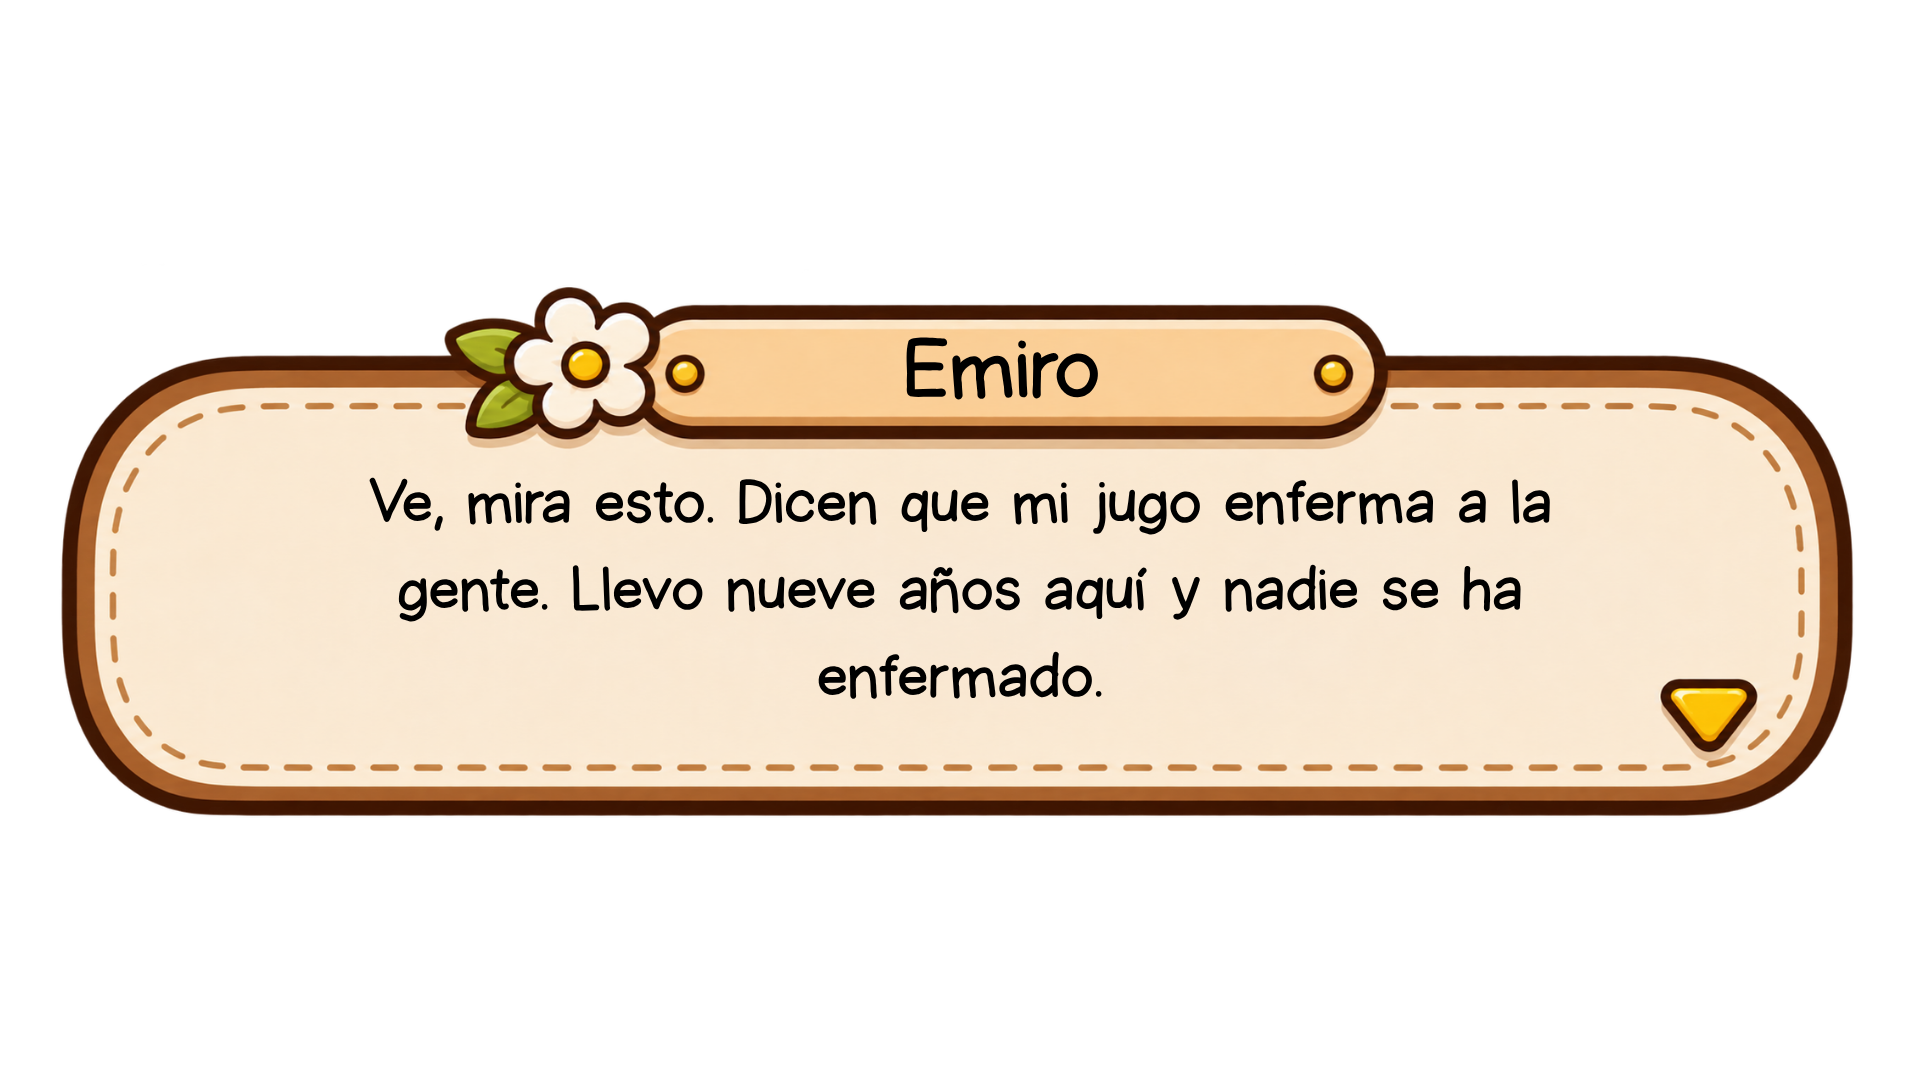 Emiro
Ve, mira esto. Dicen que mi jugo enferma a la
gente. Llevo nueve años aquí y nadie se ha
enfermado.